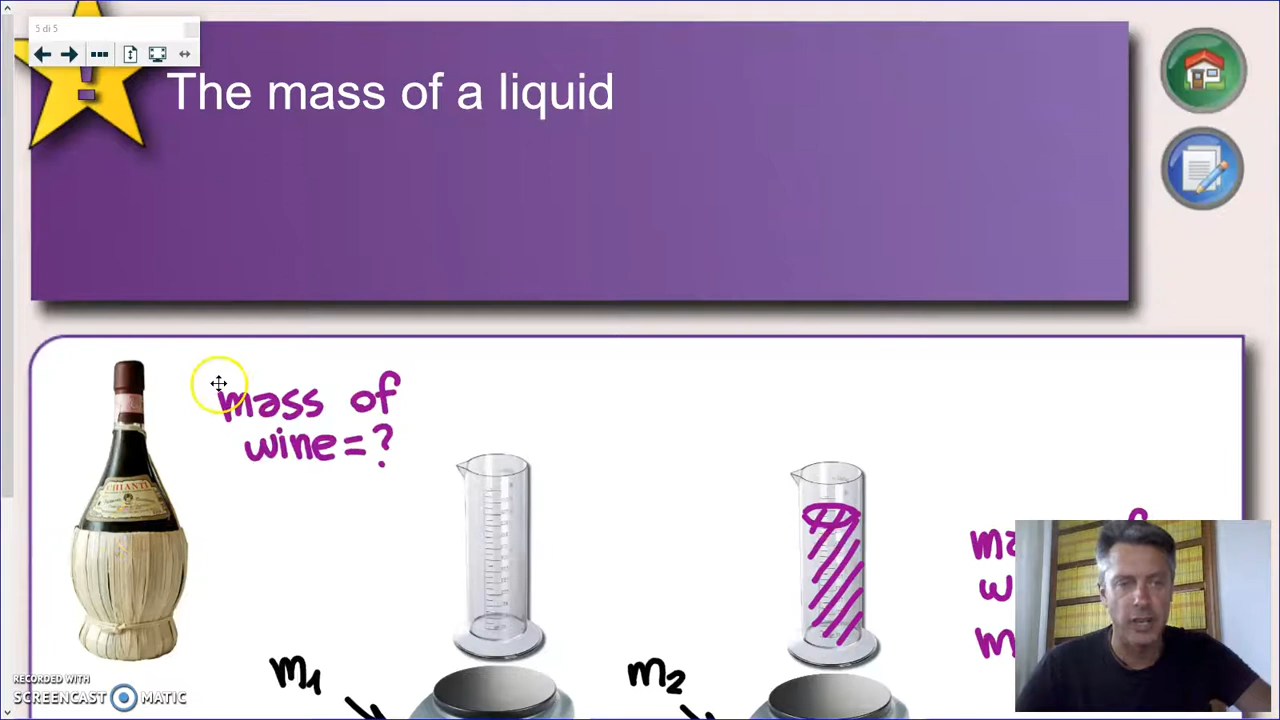 5 di 5
The mass of a liquid
mass of
wine = ?
CHIANTI
m1
m2
RECORDED WITH
SCREENCAST MATIC